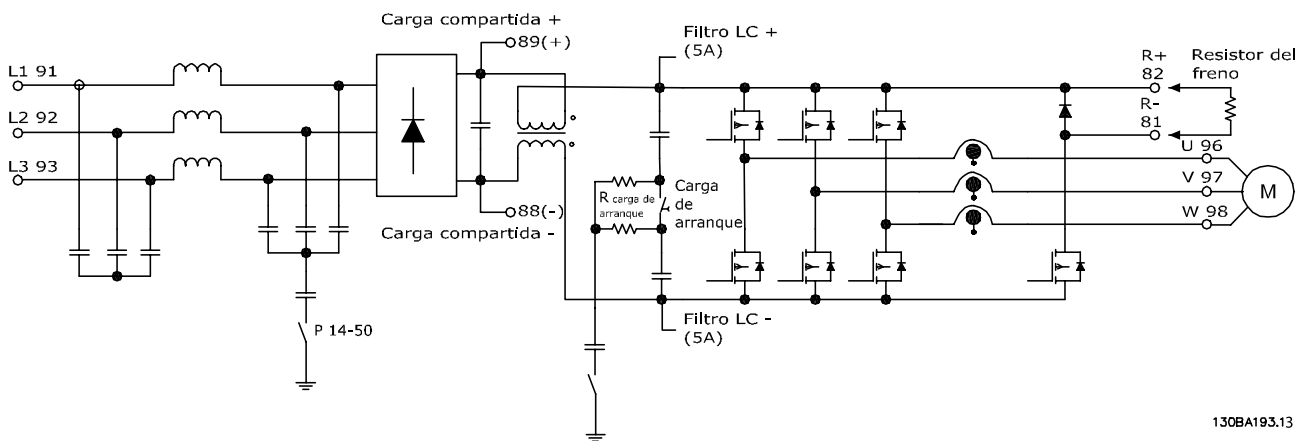 Carga compartida +
89(+)
Filtro LC +
(5A)
L1 91
L2 92
L3 93
R+
82
Resistor del
freno
R-
81
U 96
V 97
W 98
M
R carga de
arranque
Carga
de
arranque
88(-)
Carga compartida -
P 14-50
Filtro LC -
(5A)
130BA193.13